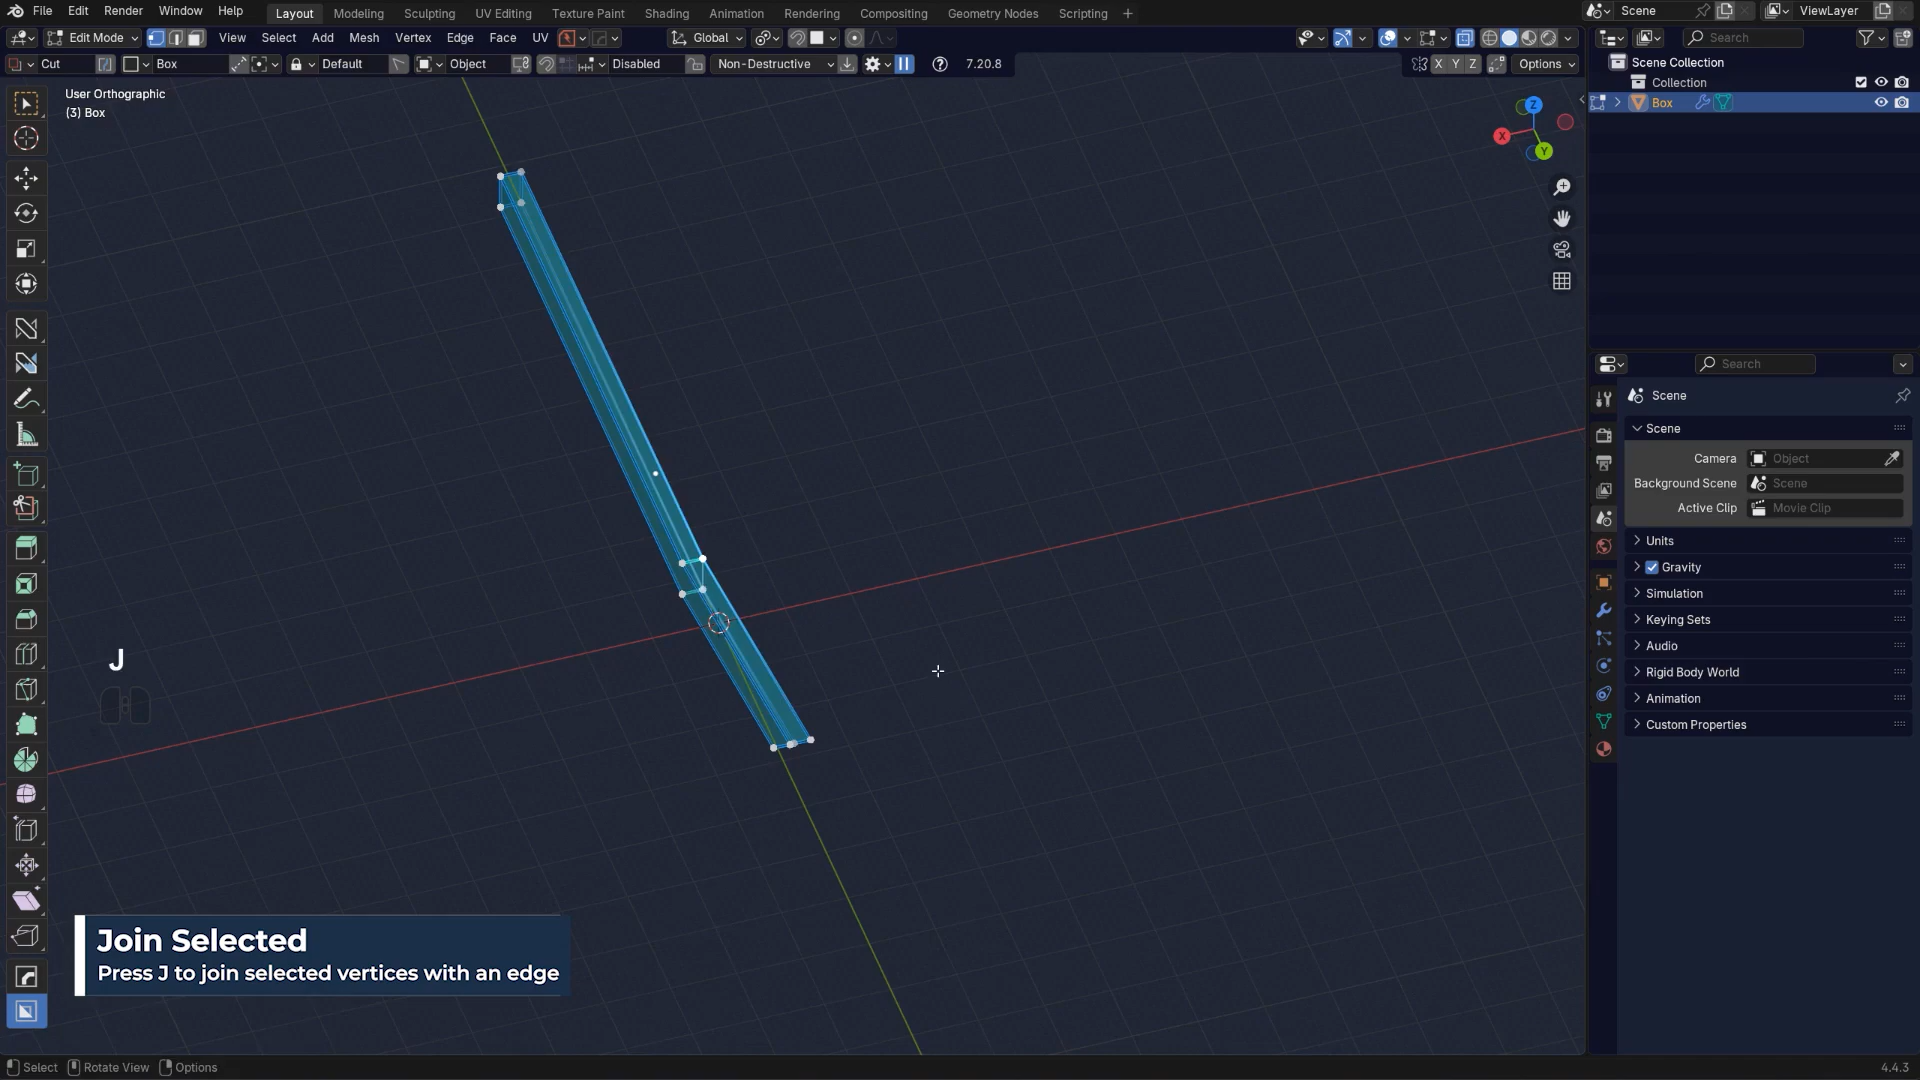 File Edit Render Window Help Layout Modeling Sculpting UV Editing Texture Paint Shading Animation Rendering Compositing Geometry Nodes Scripting + Scene ViewLayer
Edit Mode View Select Add Mesh Vertex Edge Face UV Global Search
Cut Box Default Object Disabled Non-Destructive 7.20.8 X Y Z Options
Scene Collection
Collection
Box
User Orthographic
(3) Box
Z
X
Y
Search
Scene
Scene
Camera Object
Background Scene Scene
Active Clip Movie Clip
Units
Gravity
Simulation
Keying Sets
Audio
Rigid Body World
Animation
Custom Properties
J
Join Selected
Press J to join selected vertices with an edge
Select Rotate View Options 4.4.3